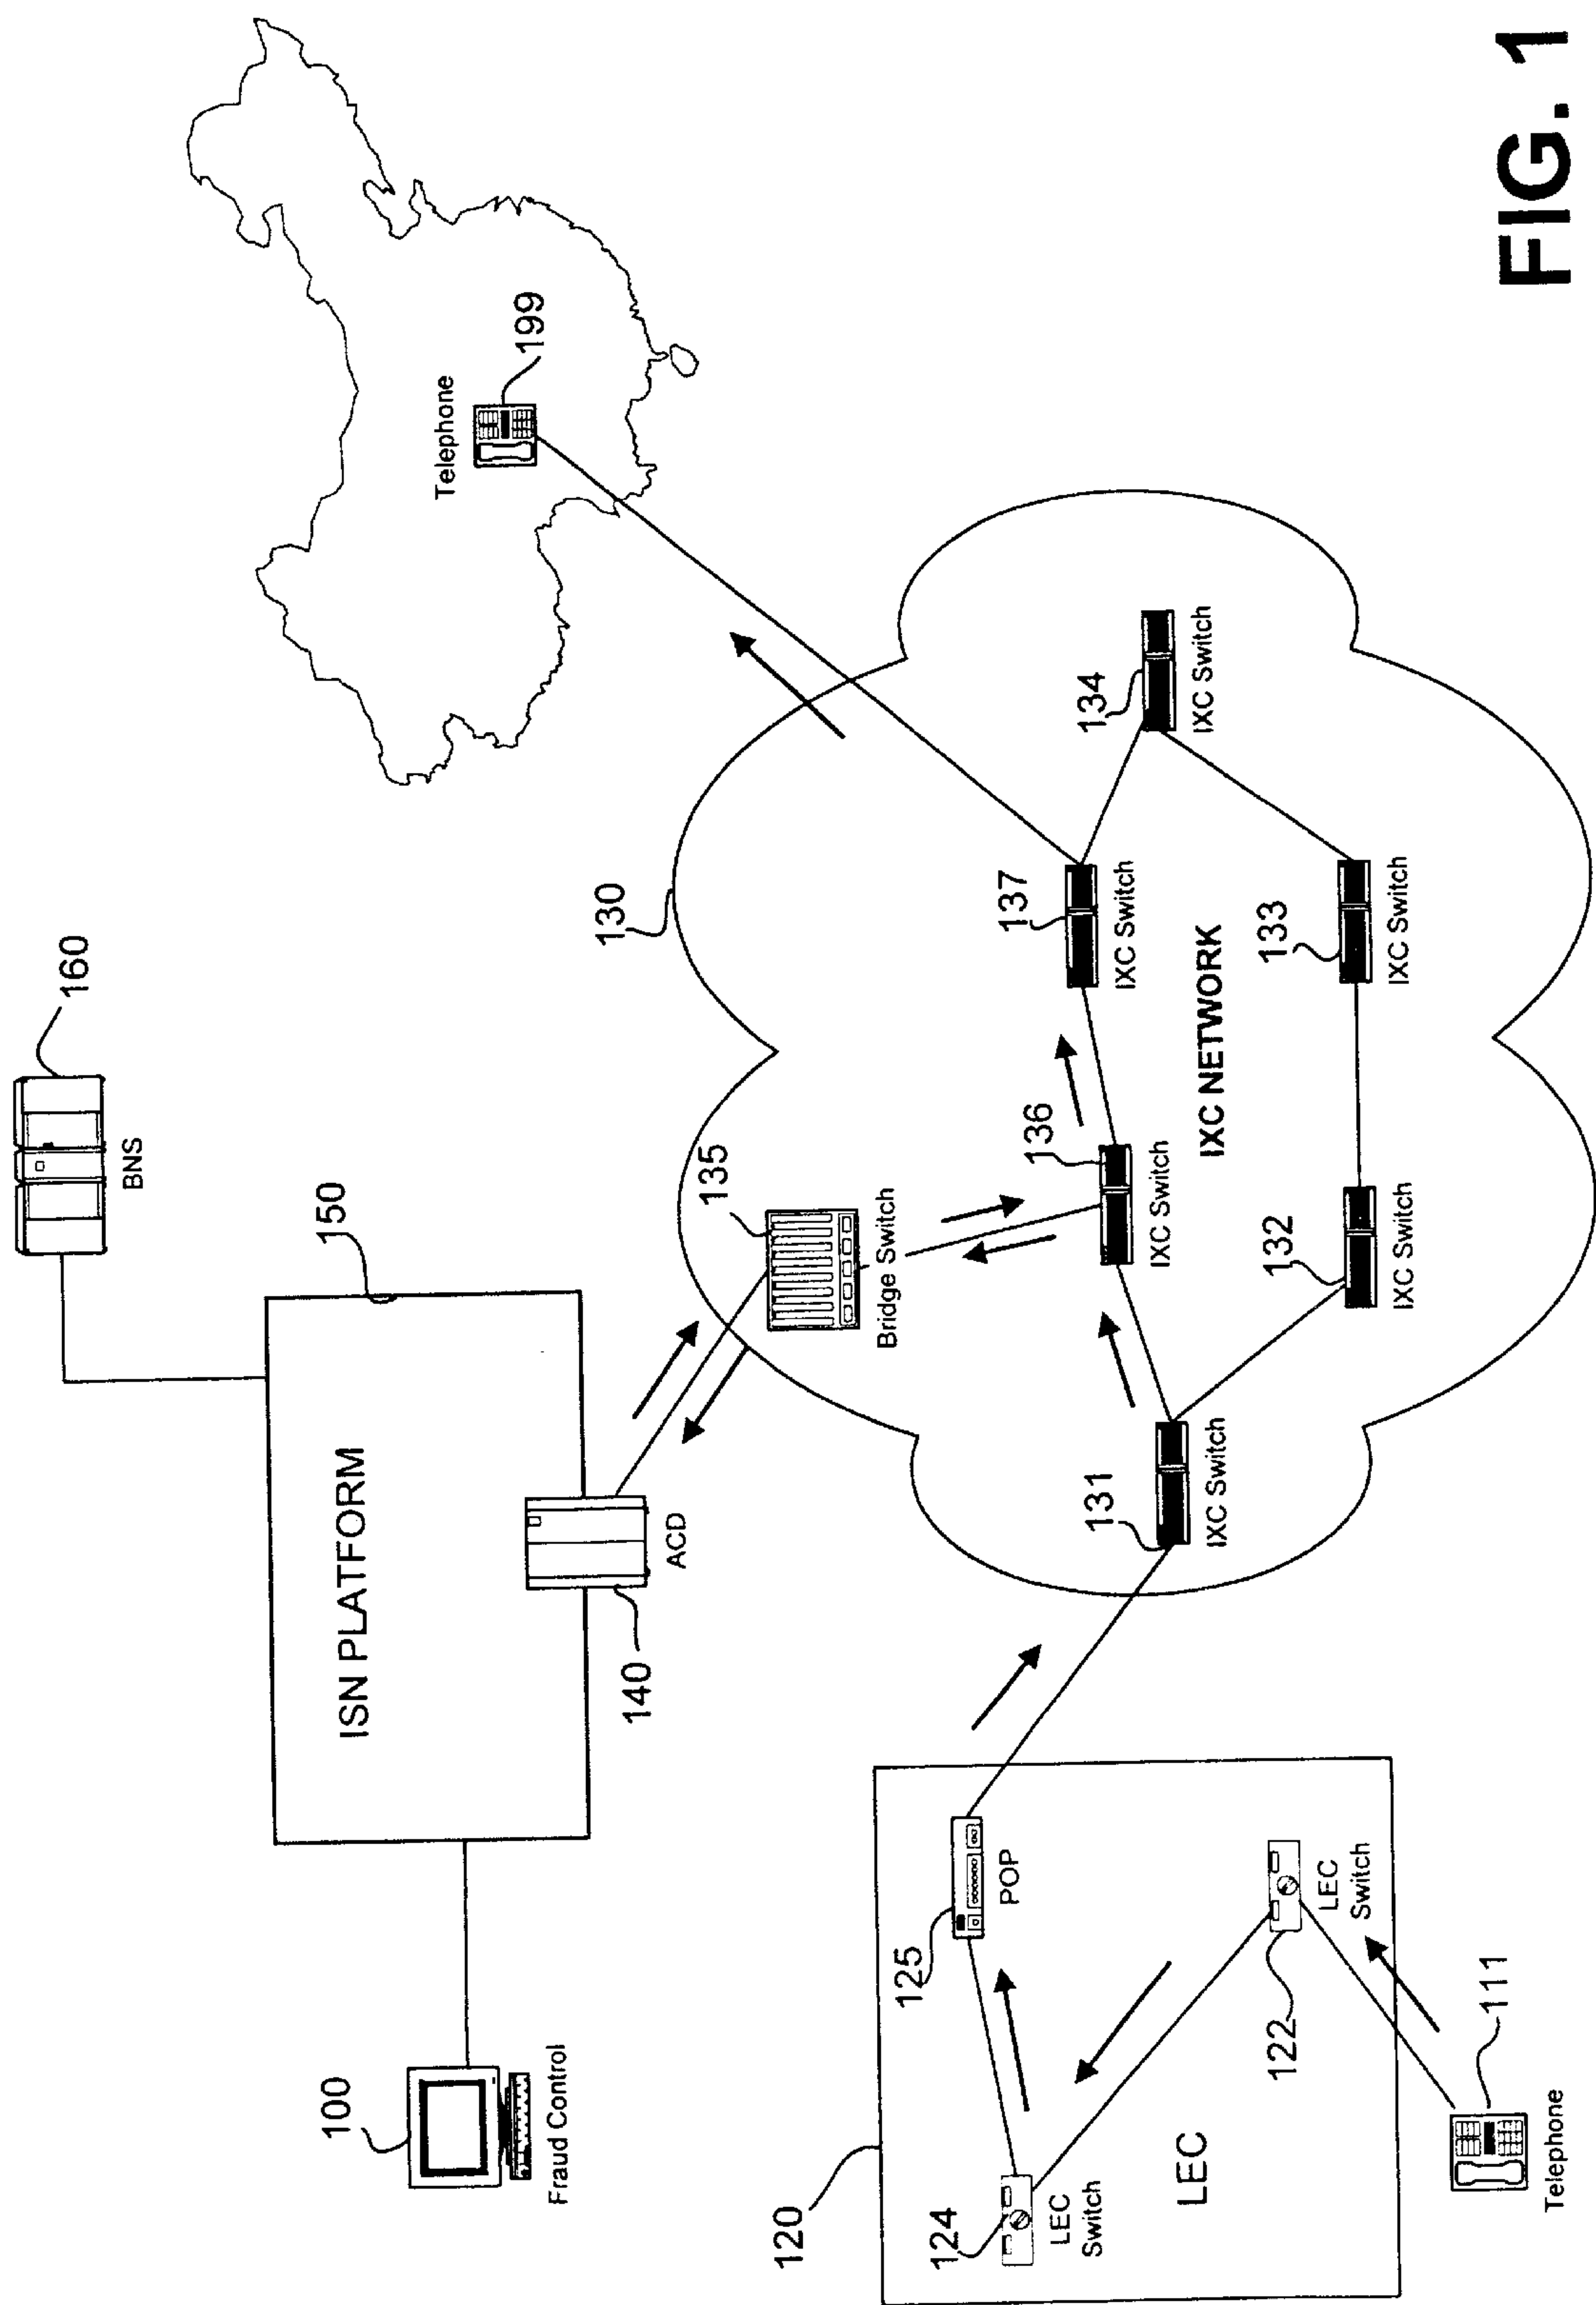 160
BNS
150
ISN PLATFORM
100
Fraud Control
ACD
140
Telephone
199
130
135
Bridge Switch
136
IXC Switch
137
IXC Switch
134
IXC Switch
IXC NETWORK
131
IXC Switch
132
IXC Switch
133
IXC Switch
120
125
POP
124
LEC
Switch
122
LEC
Switch
LEC
111
Telephone
FIG. 1